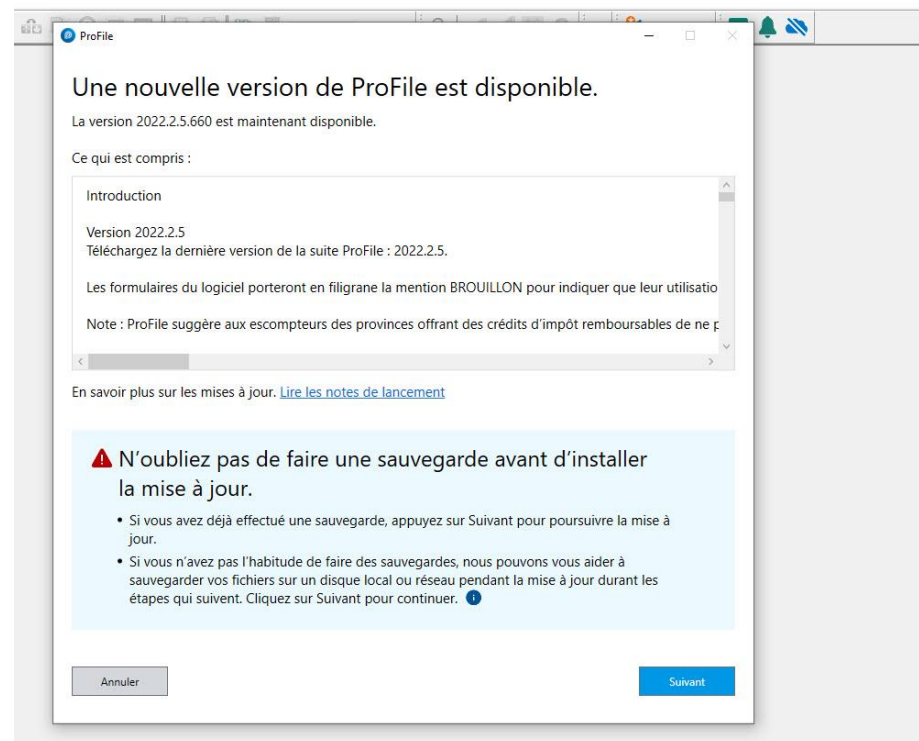 ProFile
Une nouvelle version de ProFile est disponible.
La version 2022.2.5.660 est maintenant disponible.
Ce qui est compris :
Introduction
Version 2022.2.5
Téléchargez la dernière version de la suite ProFile : 2022.2.5.
Les formulaires du logiciel porteront en filigrane la mention BROUILLON pour indiquer que leur utilisatio
Note : ProFile suggère aux escompteurs des provinces offrant des crédits d’impôt remboursables de ne p
En savoir plus sur les mises à jour. Lire les notes de lancement
N’oubliez pas de faire une sauvegarde avant d’installer
la mise à jour.
• Si vous avez déjà effectué une sauvegarde, appuyez sur Suivant pour poursuivre la mise à
jour.
• Si vous n’avez pas l’habitude de faire des sauvegardes, nous pouvons vous aider à
sauvegarder vos fichiers sur un disque local ou réseau pendant la mise à jour durant les
étapes qui suivent. Cliquez sur Suivant pour continuer.
Annuler
Suivant